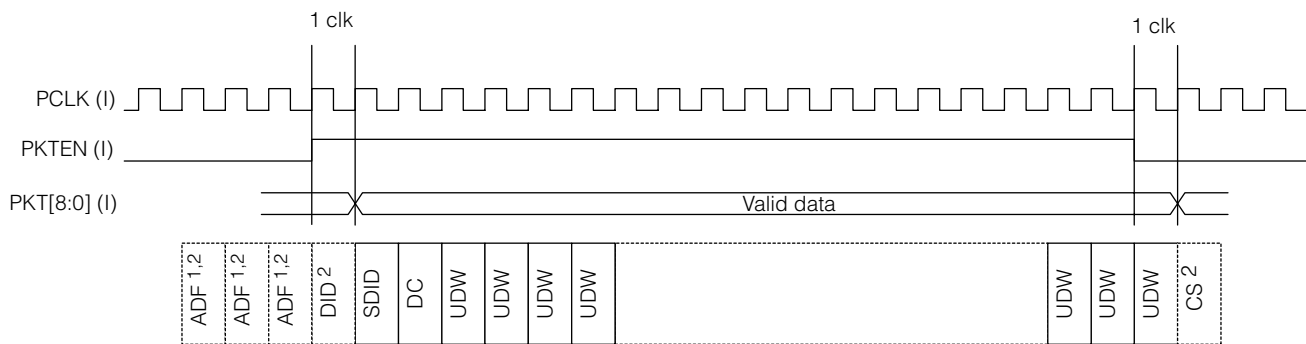 1 clk 1 clk
PCLK (I)
PKTEN (I)
PKT[8:0] (I) Valid data
ADF 1,2
ADF 1,2
ADF 1,2
DID 2
SDID
DC
UDW
UDW
UDW
UDW
UDW
UDW
UDW
CS 2